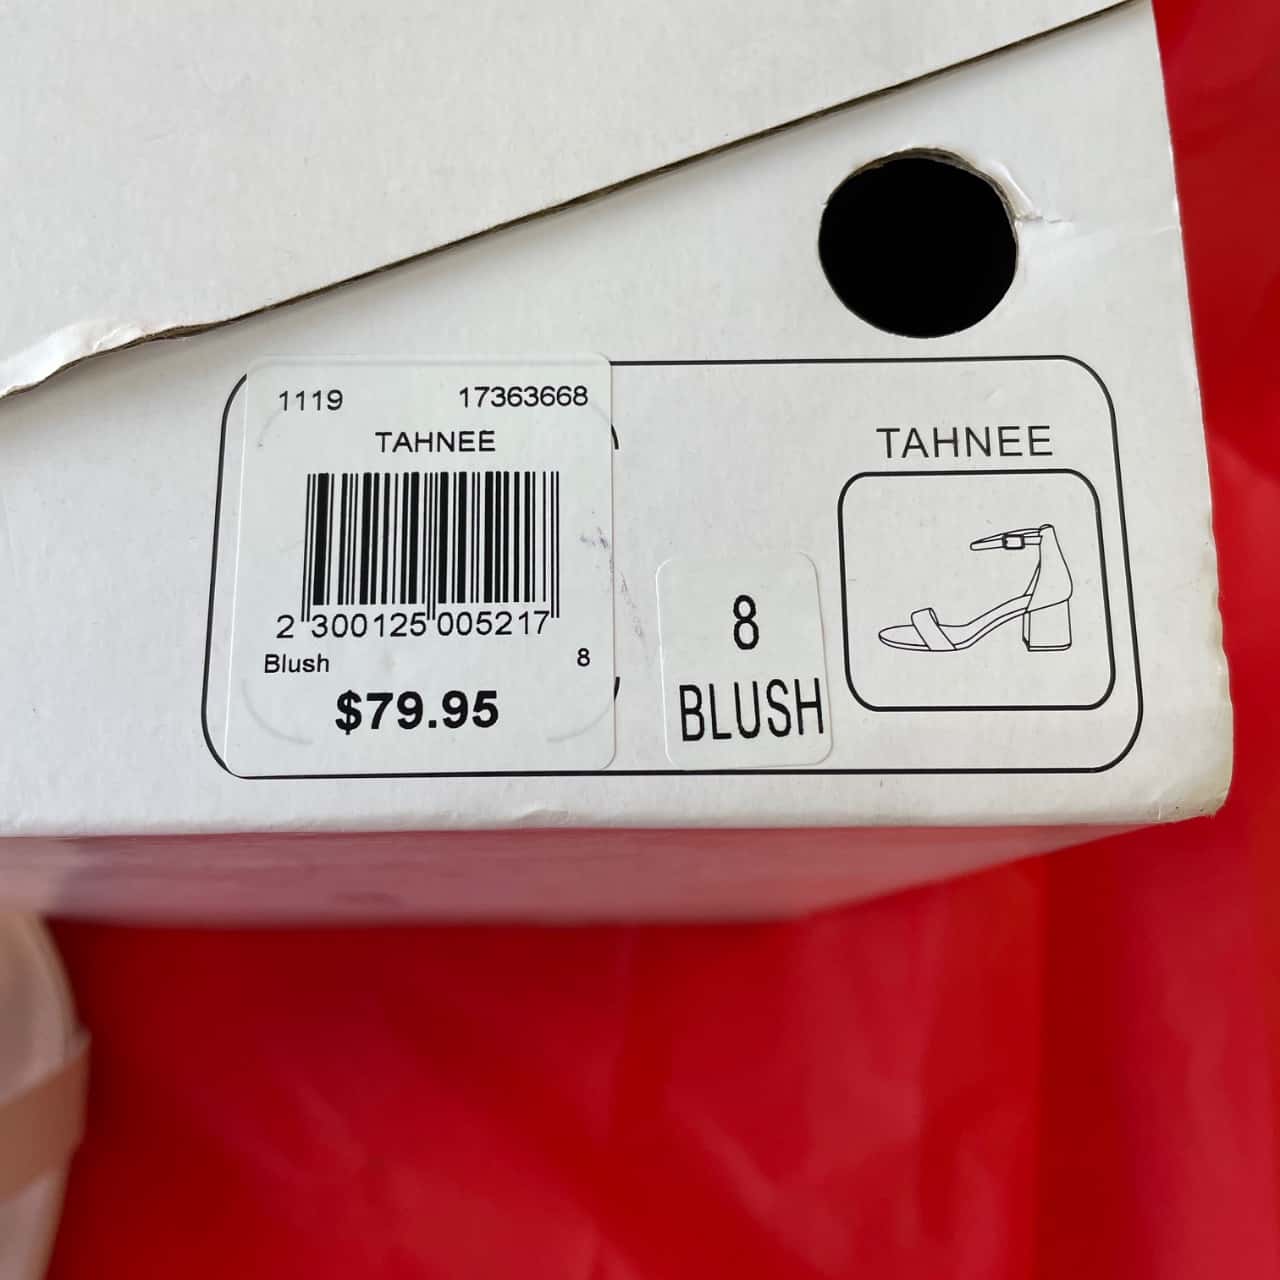 1119 17363668
TAHNEE
2 300125 005217
Blush 8
$79.95
8
BLUSH
TAHNEE